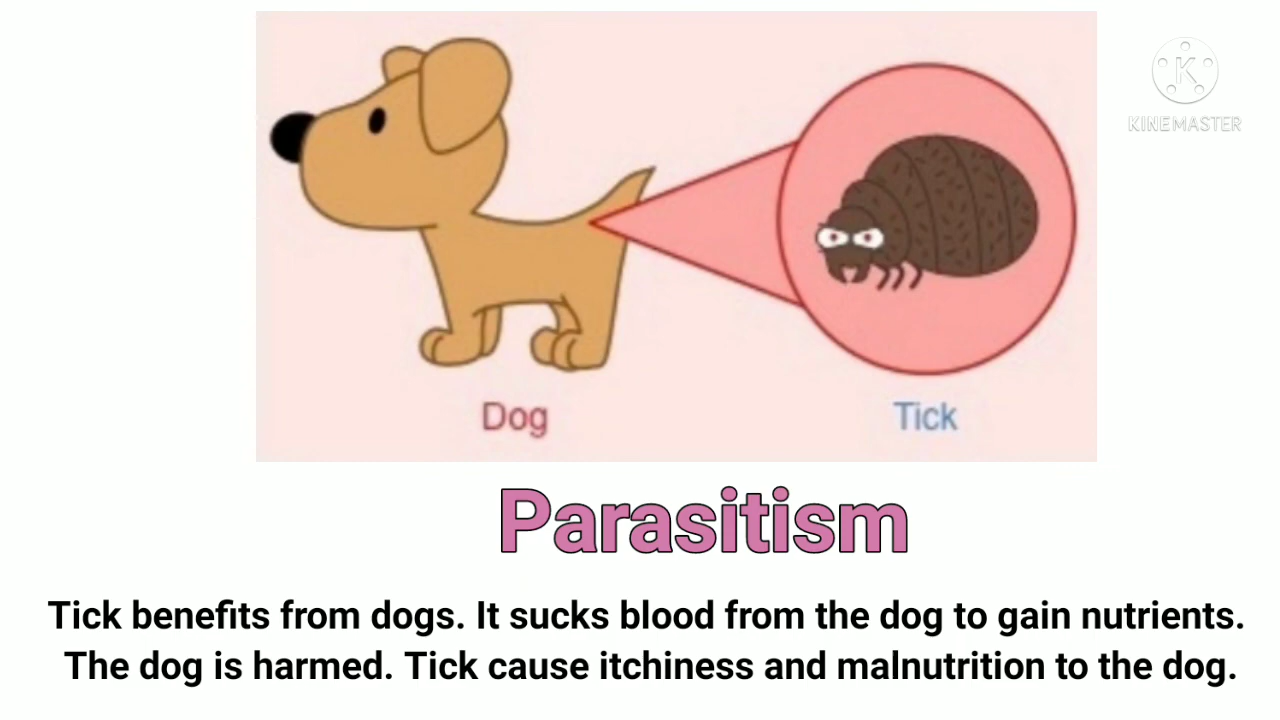 KINEMASTER
Dog
Tick
Parasitism
Tick benefits from dogs. It sucks blood from the dog to gain nutrients.
The dog is harmed. Tick cause itchiness and malnutrition to the dog.